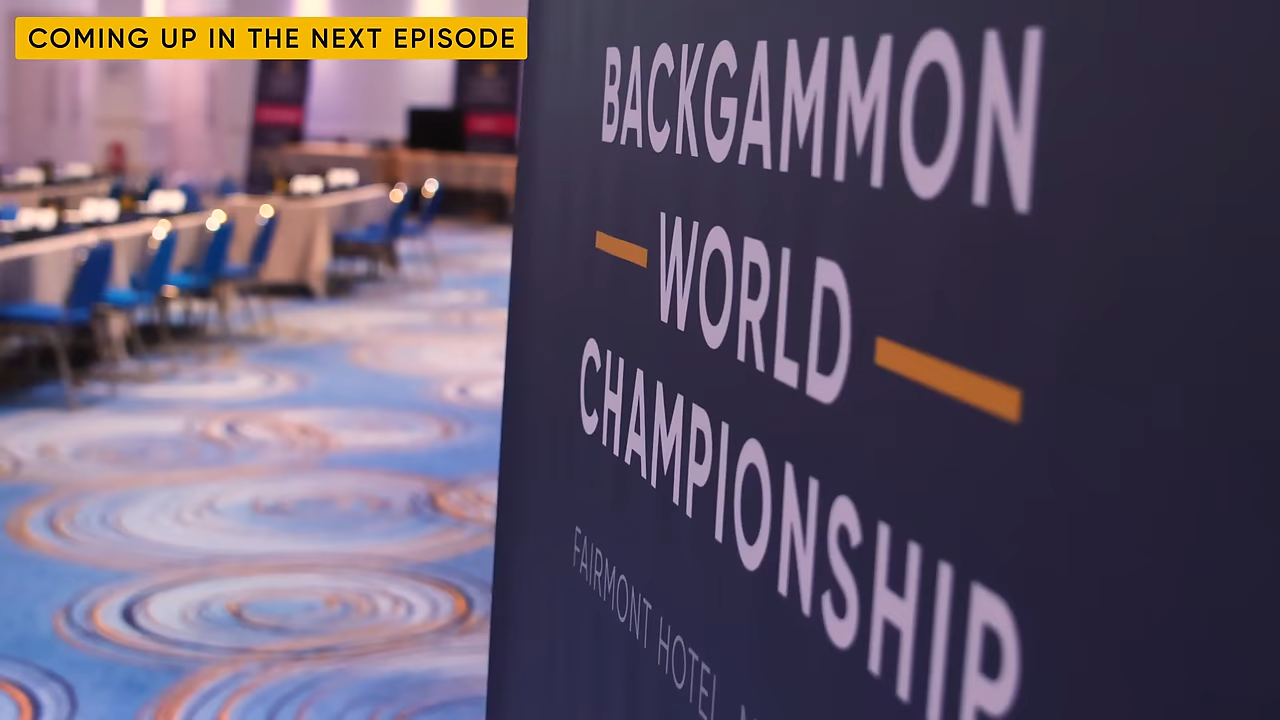 COMING UP IN THE NEXT EPISODE
BACKGAMMON
WORLD
CHAMPIONSHIP
FAIRMONT HOTEL